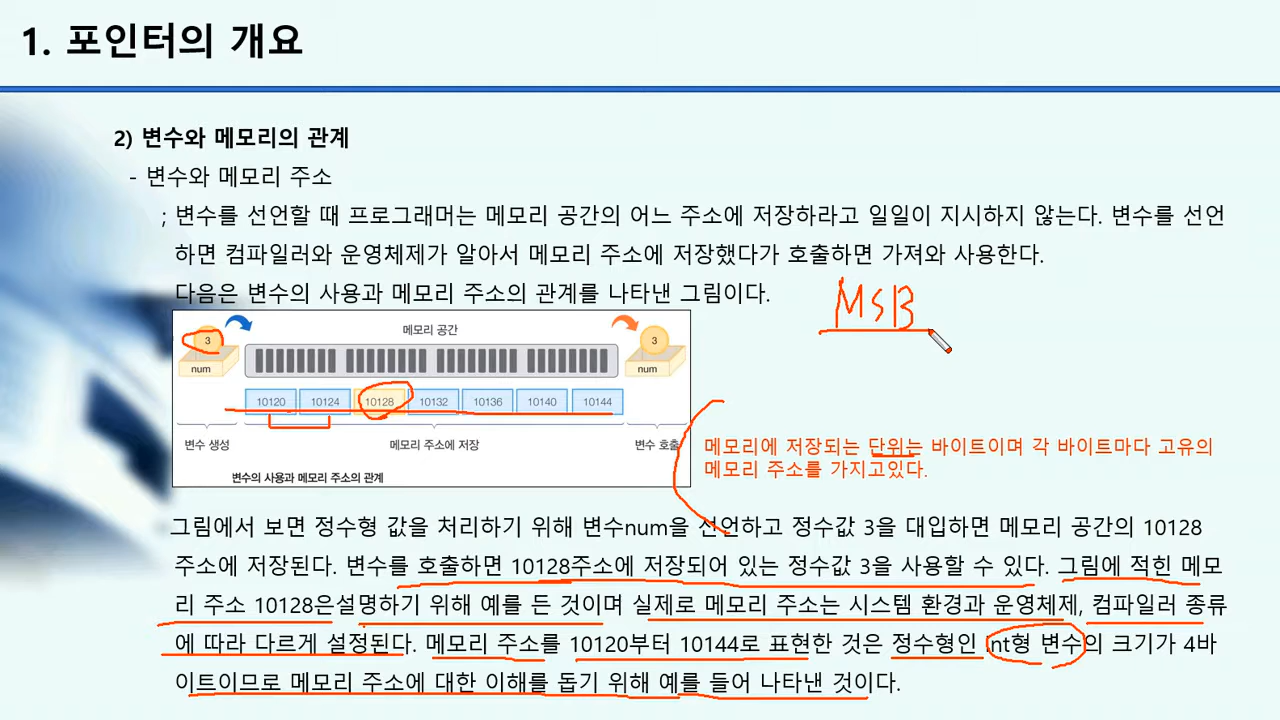 1. 포인터의 개요
2) 변수와 메모리의 관계
- 변수와 메모리 주소
; 변수를 선언할 때 프로그래머는 메모리 공간의 어느 주소에 저장하라고 일일이 지시하지 않는다. 변수를 선언
하면 컴파일러와 운영체제가 알아서 메모리 주소에 저장했다가 호출하면 가져와 사용한다.
다음은 변수의 사용과 메모리 주소의 관계를 나타낸 그림이다.
MSB
메모리 공간
3
3
num
num
10120 10124 10128 10132 10136 10140 10144
변수 생성 메모리 주소에 저장 변수 호출
변수의 사용과 메모리 주소의 관계
메모리에 저장되는 단위는 바이트이며 각 바이트마다 고유의
메모리 주소를 가지고있다.
그림에서 보면 정수형 값을 처리하기 위해 변수num을 선언하고 정수값 3을 대입하면 메모리 공간의 10128
주소에 저장된다. 변수를 호출하면 10128주소에 저장되어 있는 정수값 3을 사용할 수 있다. 그림에 적힌 메모
리 주소 10128은설명하기 위해 예를 든 것이며 실제로 메모리 주소는 시스템 환경과 운영체제, 컴파일러 종류
에 따라 다르게 설정된다. 메모리 주소를 10120부터 10144로 표현한 것은 정수형인 int형 변수의 크기가 4바
이트이므로 메모리 주소에 대한 이해를 돕기 위해 예를 들어 나타낸 것이다.